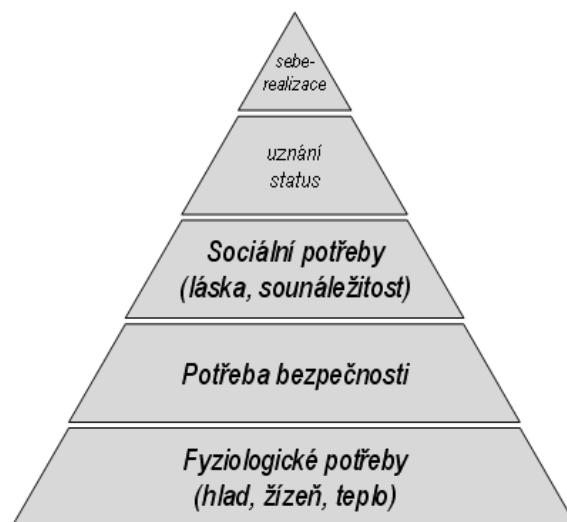 sebe-
realizace
uznání
status
Sociální potřeby
(láska, sounáležitost)
Potřeba bezpečnosti
Fyziologické potřeby
(hlad, žízeň, teplo)